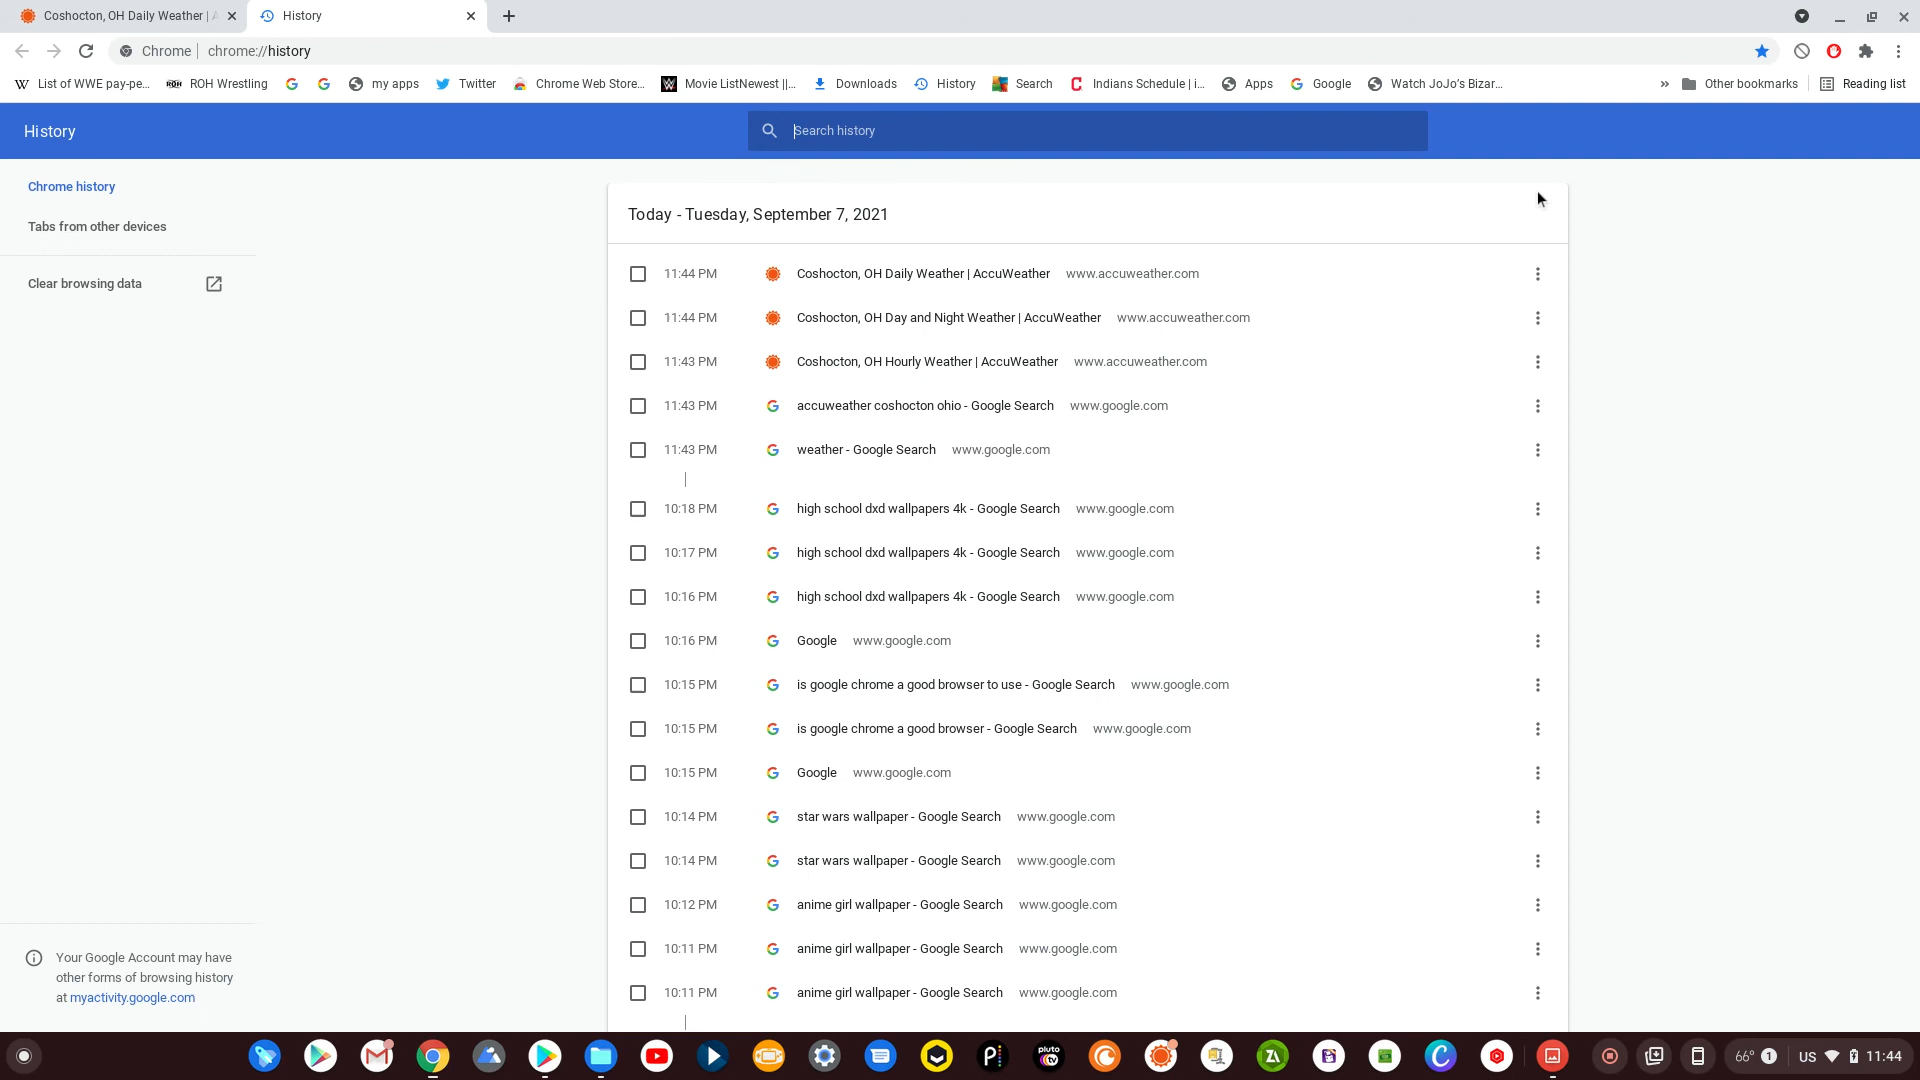 Coshocton, OH Daily Weather |
History
Chrome
chrome://history
List of WWE pay-pe...
ROH Wrestling
my apps
Twitter
Chrome Web Store...
Movie ListNewest ||...
Downloads
History
Search
Indians Schedule | i...
Apps
Google
Watch JoJo's Bizar...
»
Other bookmarks
Reading list
History
Search history
Chrome history
Tabs from other devices
Clear browsing data
Today - Tuesday, September 7, 2021
11:44 PM Coshocton, OH Daily Weather | AccuWeather www.accuweather.com
11:44 PM Coshocton, OH Day and Night Weather | AccuWeather www.accuweather.com
11:43 PM Coshocton, OH Hourly Weather | AccuWeather www.accuweather.com
11:43 PM accuweather coshocton ohio - Google Search www.google.com
11:43 PM weather - Google Search www.google.com
10:18 PM high school dxd wallpapers 4k - Google Search www.google.com
10:17 PM high school dxd wallpapers 4k - Google Search www.google.com
10:16 PM high school dxd wallpapers 4k - Google Search www.google.com
10:16 PM Google www.google.com
10:15 PM is google chrome a good browser to use - Google Search www.google.com
10:15 PM is google chrome a good browser - Google Search www.google.com
10:15 PM Google www.google.com
10:14 PM star wars wallpaper - Google Search www.google.com
10:14 PM star wars wallpaper - Google Search www.google.com
10:12 PM anime girl wallpaper - Google Search www.google.com
10:11 PM anime girl wallpaper - Google Search www.google.com
10:11 PM anime girl wallpaper - Google Search www.google.com
Your Google Account may have
other forms of browsing history
at myactivity.google.com
pluto tv
66° 1
US
11:44